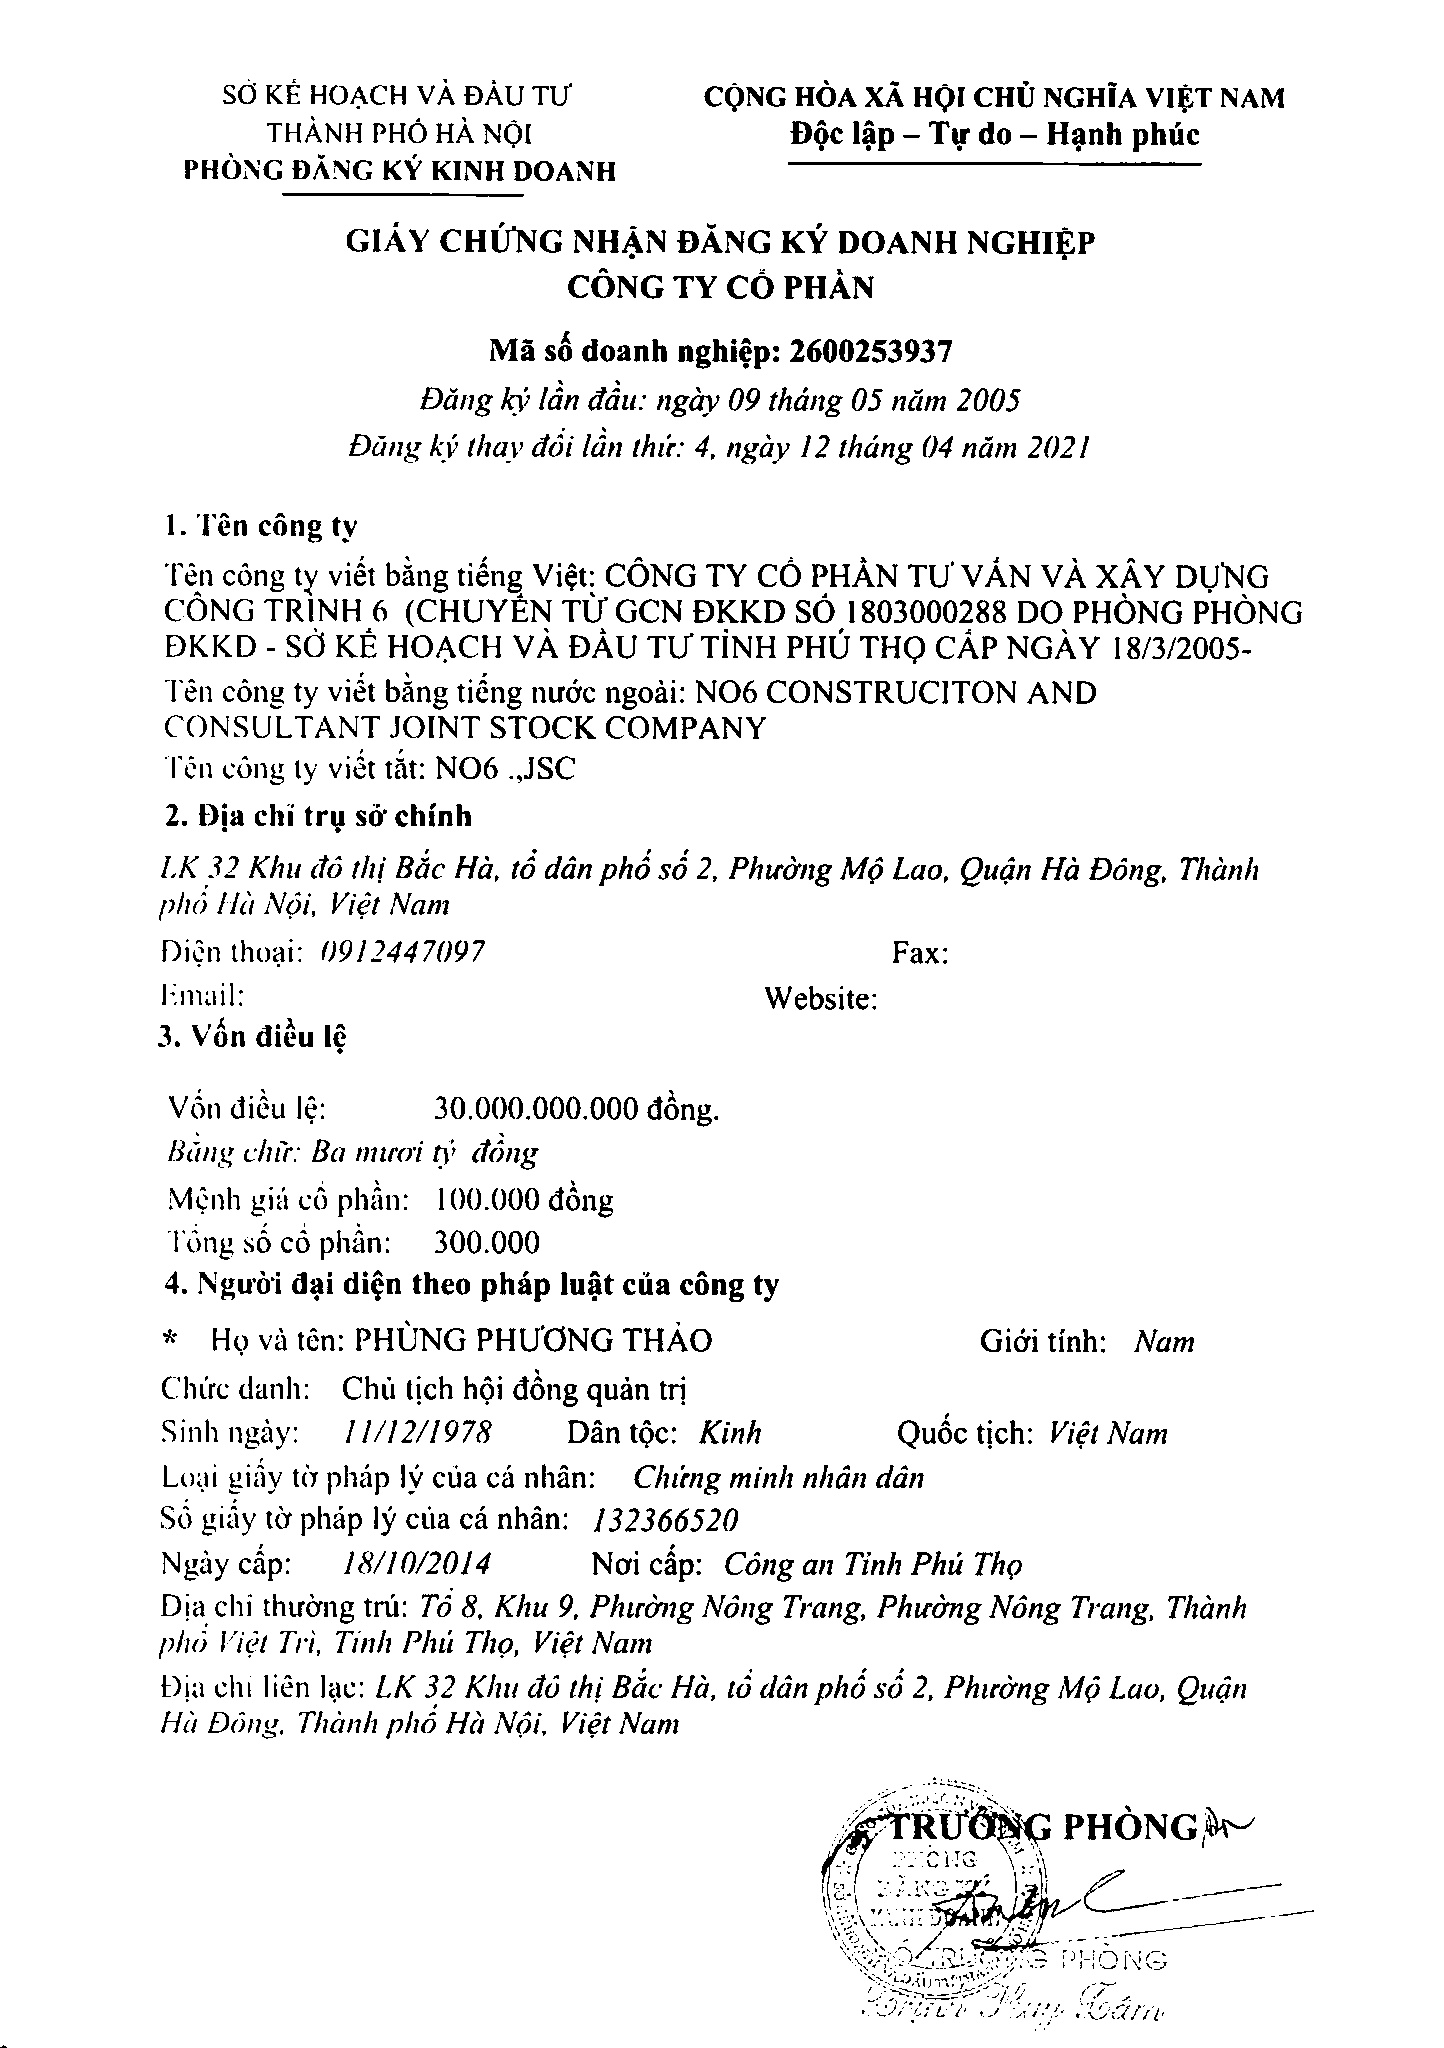 SỞ KẾ HOẠCH VÀ ĐẦU TƯ
THÀNH PHỐ HÀ NỘI
PHÒNG ĐĂNG KÝ KINH DOANH
CỘNG HÒA XÃ HỘI CHỦ NGHĨA VIỆT NAM
Độc lập – Tự do – Hạnh phúc
GIẤY CHỨNG NHẬN ĐĂNG KÝ DOANH NGHIỆP
CÔNG TY CỔ PHẦN
Mã số doanh nghiệp: 2600253937
Đăng ký lần đầu: ngày 09 tháng 05 năm 2005
Đăng ký thay đổi lần thứ: 4, ngày 12 tháng 04 năm 2021
1. Tên công ty
Tên công ty viết bằng tiếng Việt: CÔNG TY CỔ PHẦN TƯ VẤN VÀ XÂY DỰNG
CÔNG TRÌNH 6 (CHUYỂN TỪ GCN ĐKKD SỐ 1803000288 DO PHÒNG PHÒNG
ĐKKD - SỞ KẾ HOẠCH VÀ ĐẦU TƯ TỈNH PHÚ THỌ CẤP NGÀY 18/3/2005-
Tên công ty viết bằng tiếng nước ngoài: NO6 CONSTRUCITON AND
CONSULTANT JOINT STOCK COMPANY
Tên công ty viết tắt: NO6 .,JSC
2. Địa chỉ trụ sở chính
LK 32 Khu đô thị Bắc Hà, tổ dân phố số 2, Phường Mộ Lao, Quận Hà Đông, Thành
phố Hà Nội, Việt Nam
Điện thoại: 0912447097 Fax:
Email: Website:
3. Vốn điều lệ
Vốn điều lệ: 30.000.000.000 đồng.
Bằng chữ: Ba mươi tỷ đồng
Mệnh giá cổ phần: 100.000 đồng
Tổng số cổ phần: 300.000
4. Người đại diện theo pháp luật của công ty
* Họ và tên: PHÙNG PHƯƠNG THẢO Giới tính: Nam
Chức danh: Chủ tịch hội đồng quản trị
Sinh ngày: 11/12/1978 Dân tộc: Kinh Quốc tịch: Việt Nam
Loại giấy tờ pháp lý của cá nhân: Chứng minh nhân dân
Số giấy tờ pháp lý của cá nhân: 132366520
Ngày cấp: 18/10/2014 Nơi cấp: Công an Tỉnh Phú Thọ
Địa chỉ thường trú: Tổ 8, Khu 9, Phường Nông Trang, Phường Nông Trang, Thành
phố Việt Trì, Tỉnh Phú Thọ, Việt Nam
Địa chỉ liên lạc: LK 32 Khu đô thị Bắc Hà, tổ dân phố số 2, Phường Mộ Lao, Quận
Hà Đông, Thành phố Hà Nội, Việt Nam
TRƯỞNG PHÒNG
PHÒNG
ĐĂNG KÝ
KINH DOANH
PHÓ TRƯỞNG PHÒNG